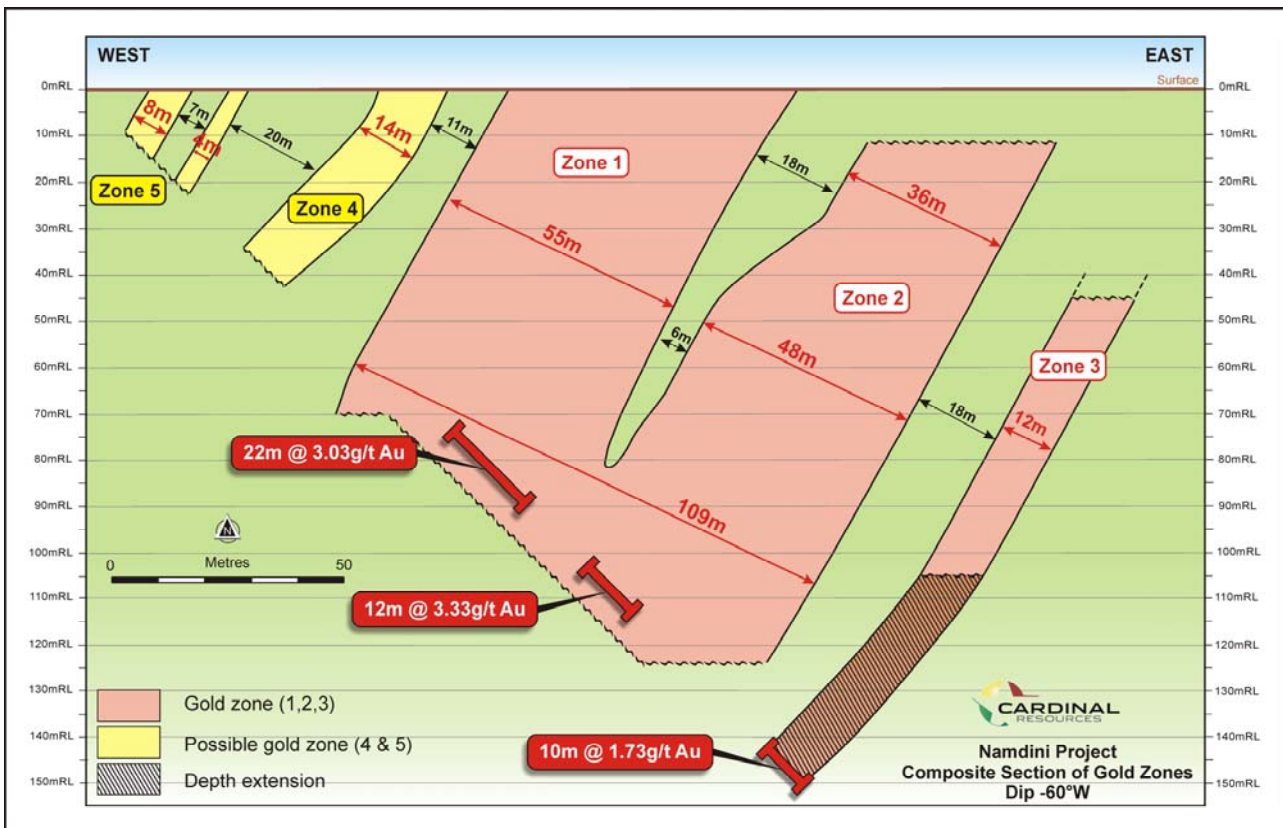 WEST
EAST
Surface
0mRL
10mRL
20mRL
30mRL
40mRL
50mRL
60mRL
70mRL
80mRL
90mRL
100mRL
110mRL
120mRL
130mRL
140mRL
150mRL
0mRL
10mRL
20mRL
30mRL
40mRL
50mRL
60mRL
70mRL
80mRL
90mRL
100mRL
110mRL
120mRL
130mRL
140mRL
150mRL
8m
7m
4m
20m
14m
11m
Zone 5
Zone 4
Zone 1
55m
18m
36m
Zone 2
6m
48m
Zone 3
18m
12m
109m
22m @ 3.03g/t Au
12m @ 3.33g/t Au
10m @ 1.73g/t Au
N
Metres
0
50
Gold zone (1,2,3)
Possible gold zone (4 & 5)
Depth extension
CARDINAL
RESOURCES
Namdini Project
Composite Section of Gold Zones
Dip -60°W